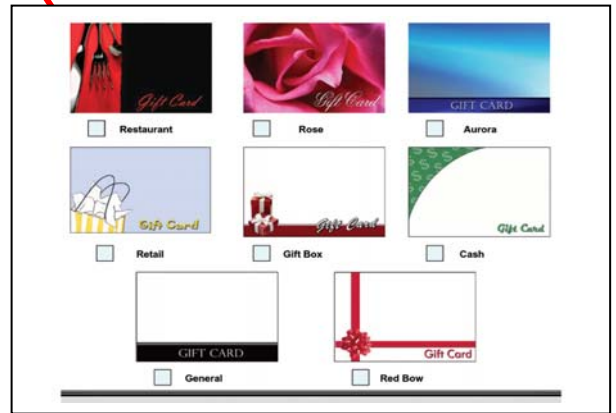 Gift Card
Gift Card
GIFT CARD
Restaurant
Rose
Aurora
Gift Card
Gift Card
Gift Card
Retail
Gift Box
Cash
GIFT CARD
Gift Card
General
Red Bow